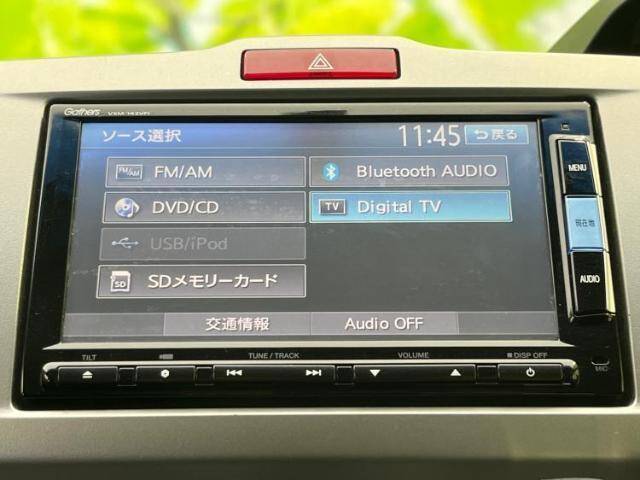 Gathers
ソース選択
11:45
戻る
FM/AM
FM/AM
Bluetooth AUDIO
DVD/CD
TV
Digital TV
USB/iPod
SD
SDメモリーカード
交通情報
Audio OFF
MENU
現在地
AUDIO
TILT
TUNE / TRACK
VOLUME
DISP OFF
MIC